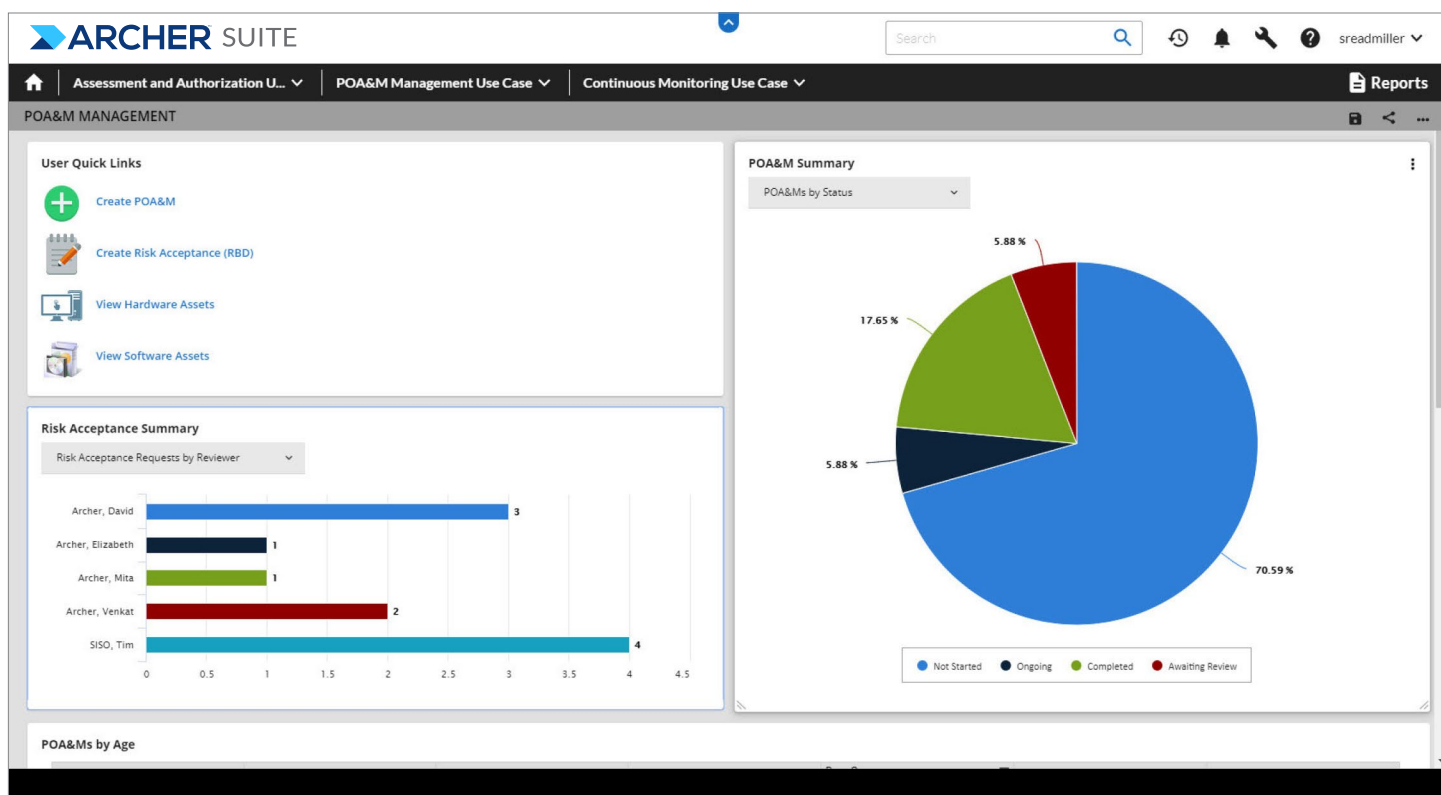 ARCHER SUITE
Search
sreadmiller
Assessment and Authorization U... POA&M Management Use Case Continuous Monitoring Use Case Reports
POA&M MANAGEMENT
User Quick Links
Create POA&M
Create Risk Acceptance (RBD)
View Hardware Assets
View Software Assets
Risk Acceptance Summary
Risk Acceptance Requests by Reviewer
Archer, David 3
Archer, Elizabeth 1
Archer, Mita 1
Archer, Venkat 2
SISO, Tim 4
0 0.5 1 1.5 2 2.5 3 3.5 4 4.5
POA&M Summary
POA&Ms by Status
5.88 %
17.65 %
5.88 %
70.59 %
Not Started Ongoing Completed Awaiting Review
POA&Ms by Age